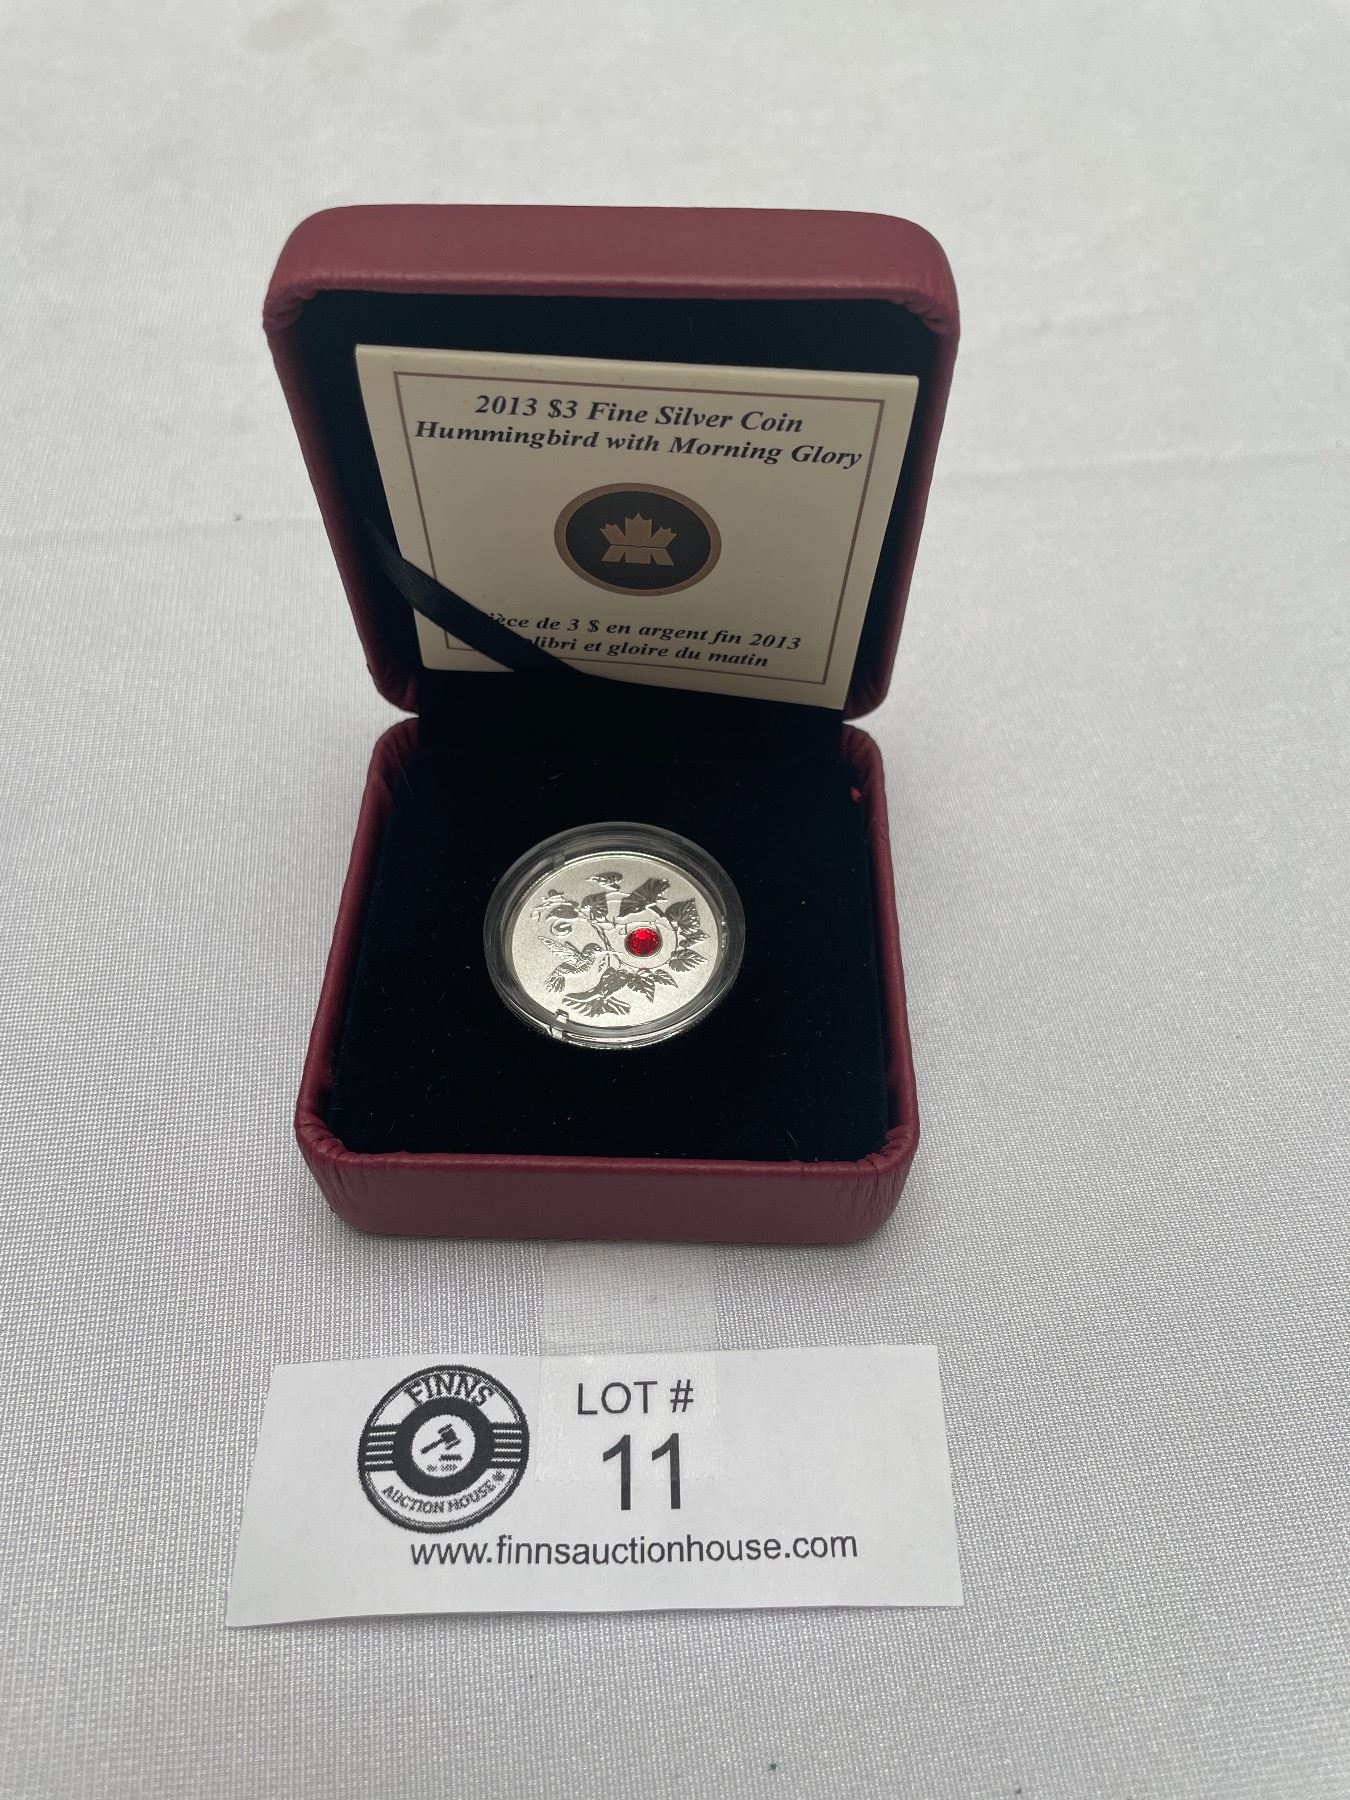 2013 $3 Fine Silver Coin
Hummingbird with Morning Glory
de 3 $ en argent fin 2013
et gloire du matin
FINNS
AUCTION HOUSE
LOT #
11
www.finnsauctionhouse.com